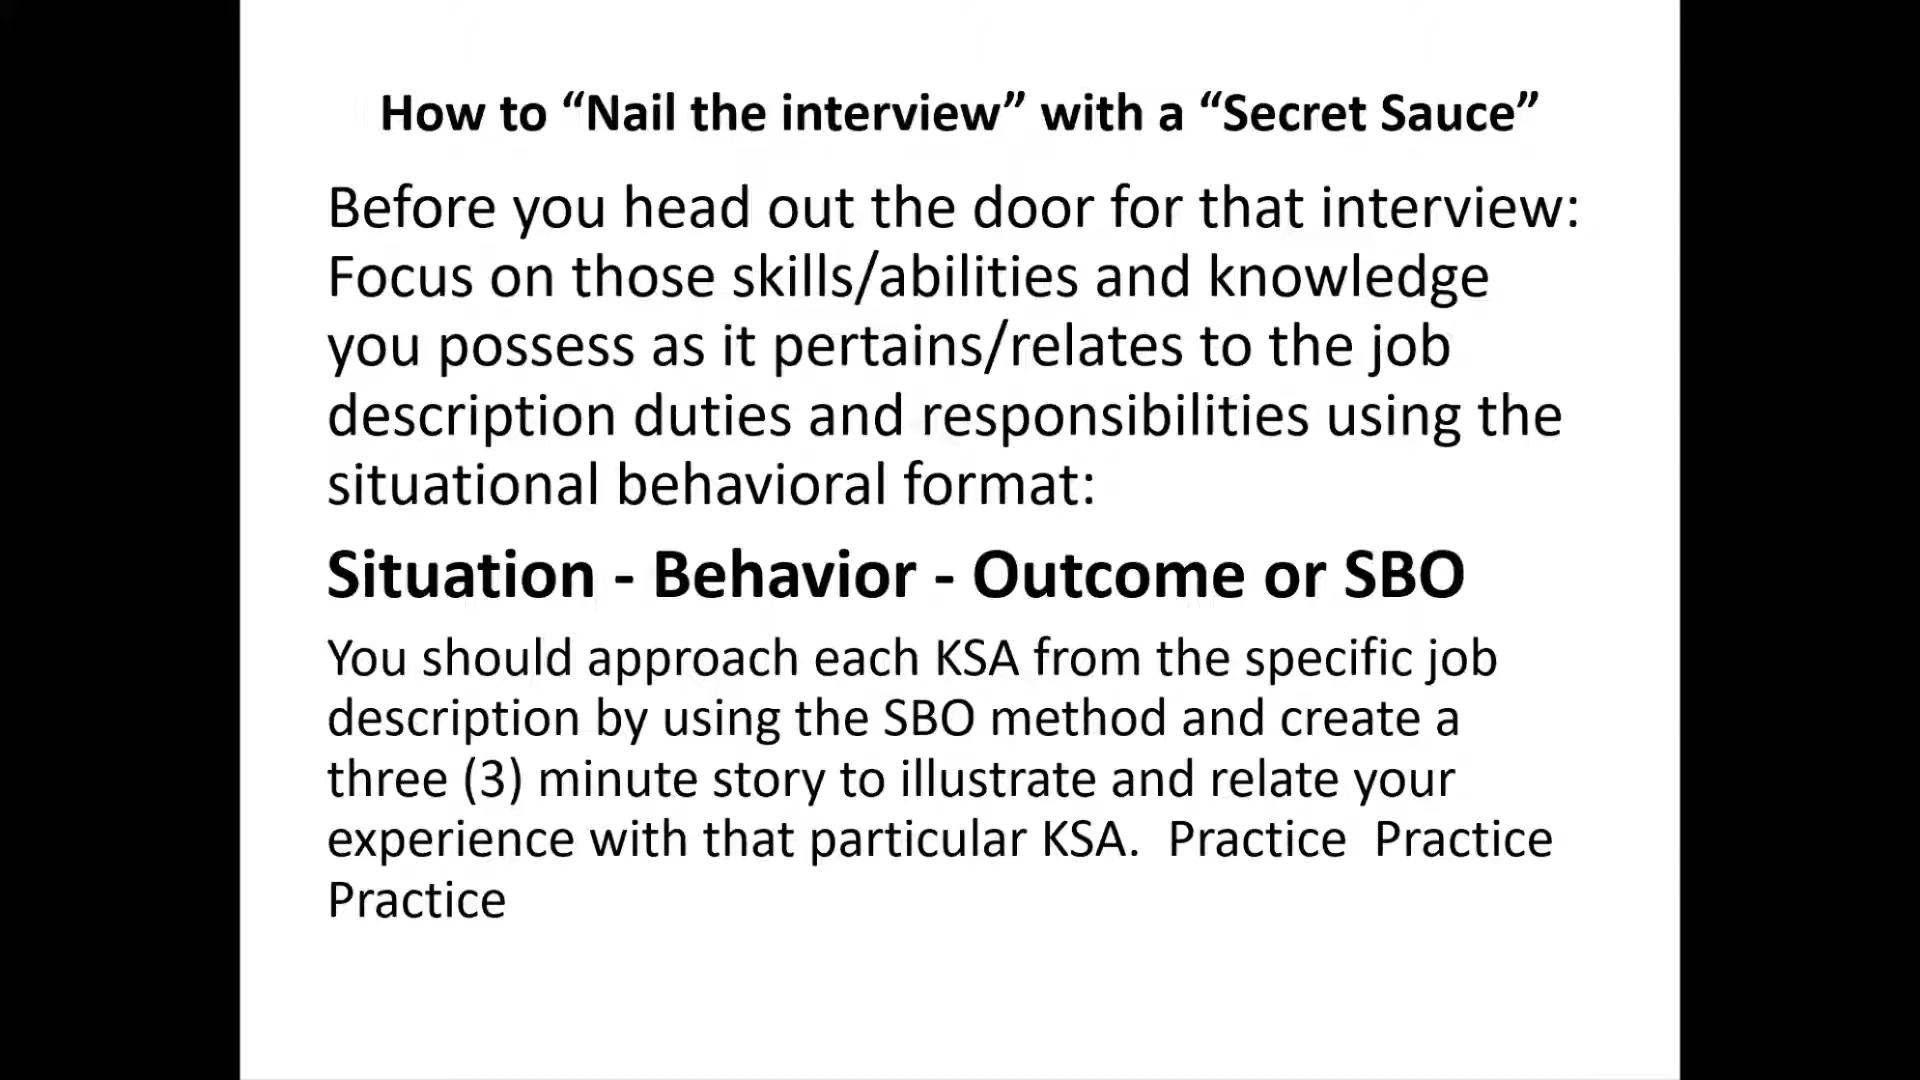 How to “Nail the interview” with a “Secret Sauce”
Before you head out the door for that interview:
Focus on those skills/abilities and knowledge
you possess as it pertains/relates to the job
description duties and responsibilities using the
situational behavioral format:
Situation - Behavior - Outcome or SBO
You should approach each KSA from the specific job
description by using the SBO method and create a
three (3) minute story to illustrate and relate your
experience with that particular KSA.  Practice  Practice
Practice